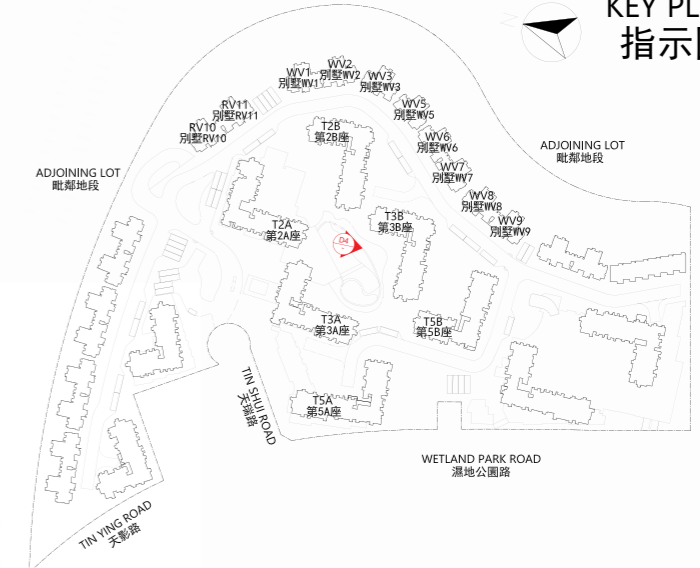 KEY PL
指示
WV1
別墅WV1
WV2
別墅WV2
WV3
別墅WV3
RV11
別墅RV11
RV10
別墅RV10
WV5
別墅WV5
T2B
第2B座
WV6
別墅WV6
ADJOINING LOT
毗鄰地段
WV7
別墅WV7
ADJOINING LOT
毗鄰地段
WV8
別墅WV8
T3B
第3B座
T2A
第2A座
WV9
別墅WV9
D4
T3A
第3A座
T5B
第5B座
TIN SHUI ROAD
天瑞路
T5A
第5A座
WETLAND PARK ROAD
濕地公園路
TIN YING ROAD
天影路